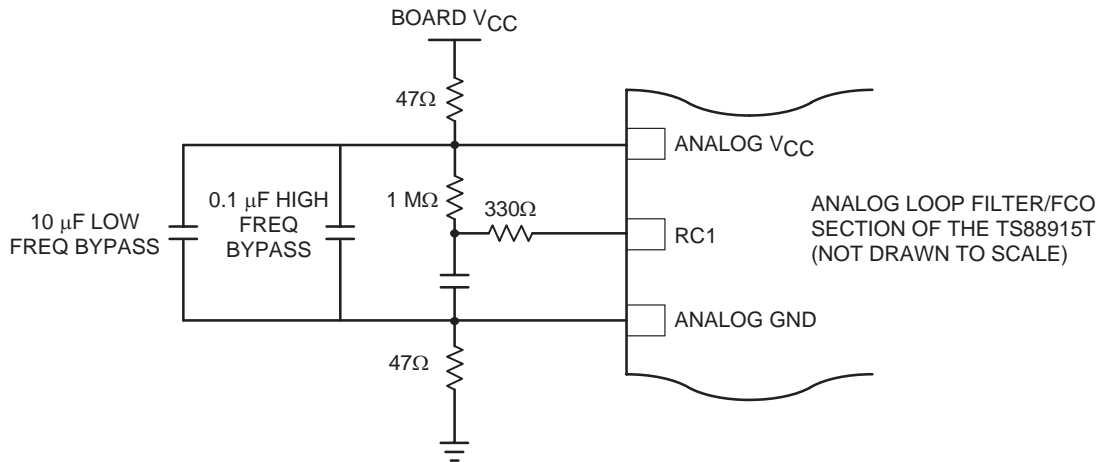 BOARD VCC
47Ω
ANALOG VCC
10 μF LOW
FREQ BYPASS
0.1 μF HIGH
FREQ
BYPASS
1 MΩ
330Ω
RC1
ANALOG LOOP FILTER/FCO
SECTION OF THE TS88915T
(NOT DRAWN TO SCALE)
ANALOG GND
47Ω